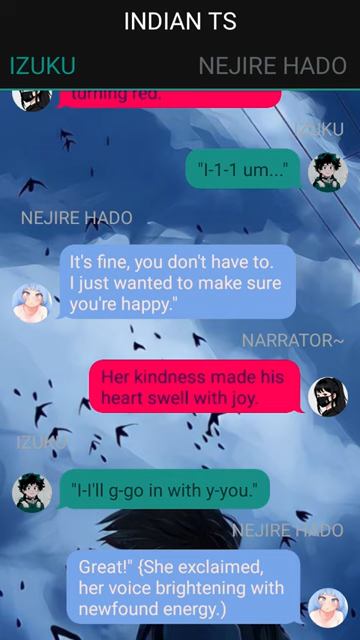 INDIAN TS
IZUKU
NEJIRE HADO
turning red.
IZUKU
"I-1-1 um..."
NEJIRE HADO
It's fine, you don't have to.
I just wanted to make sure
you're happy."
NARRATOR~
Her kindness made his
heart swell with joy.
IZUKU
"I-I'll g-go in with y-you."
NEJIRE HADO
Great!" {She exclaimed,
her voice brightening with
newfound energy.)